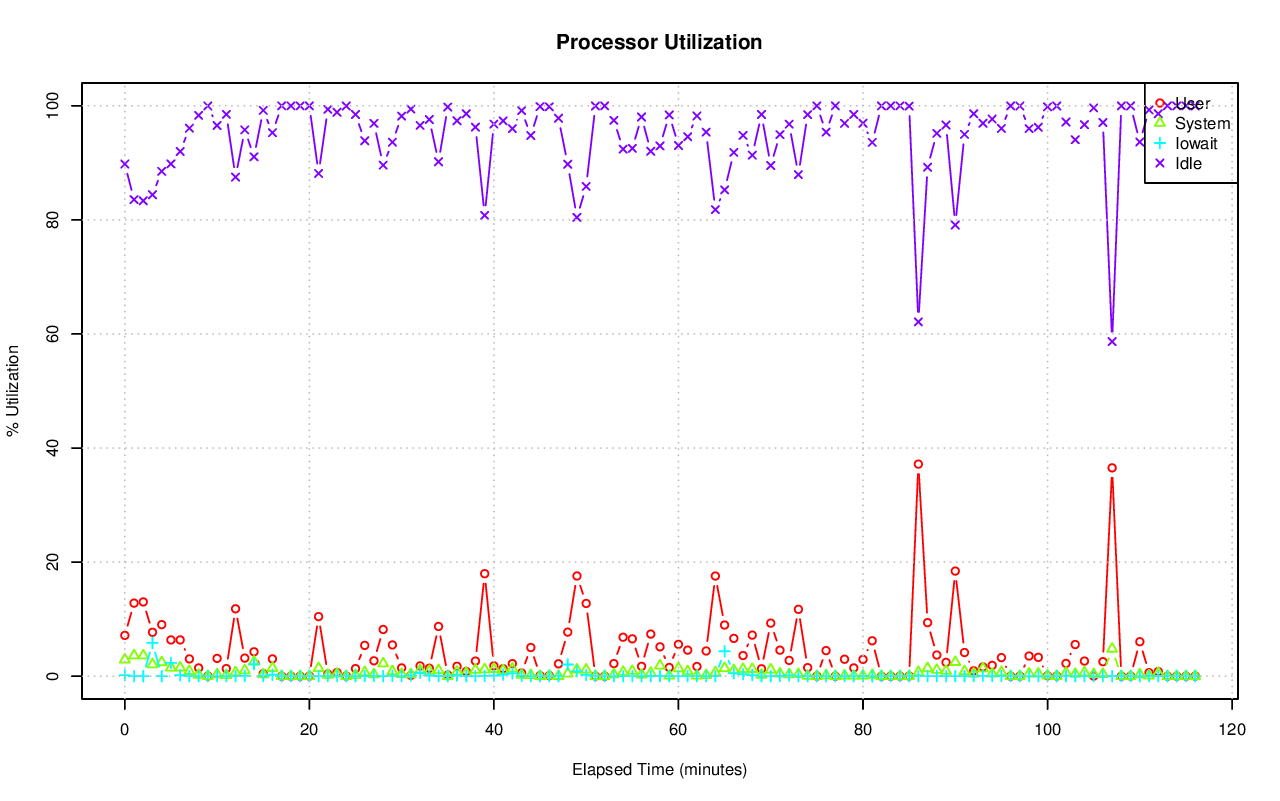 Processor Utilization
% Utilization
100
80
60
40
20
0
User
System
Iowait
Idle
0 20 40 60 80 100 120
Elapsed Time (minutes)